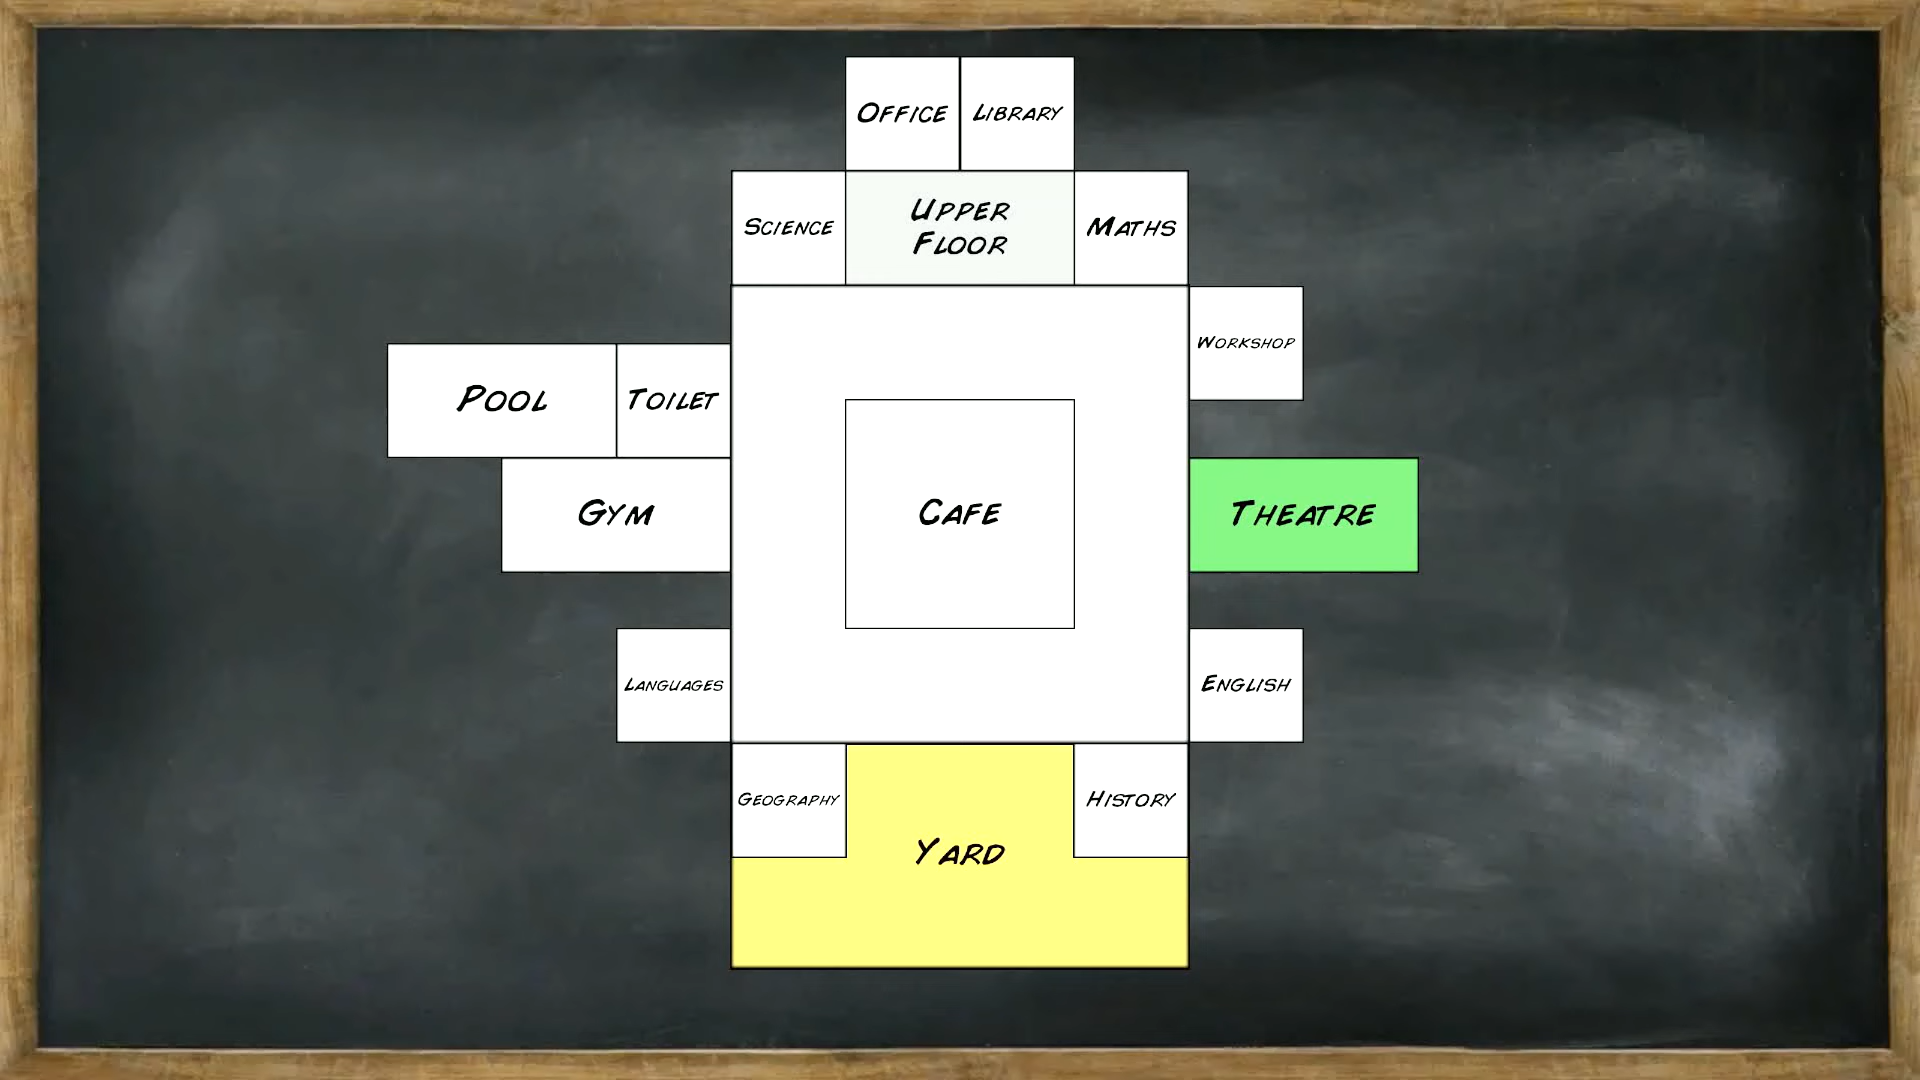 Office
Library
Science
Upper
Floor
Maths
Workshop
Pool
Toilet
Gym
Cafe
Theatre
Languages
English
Geography
History
Yard